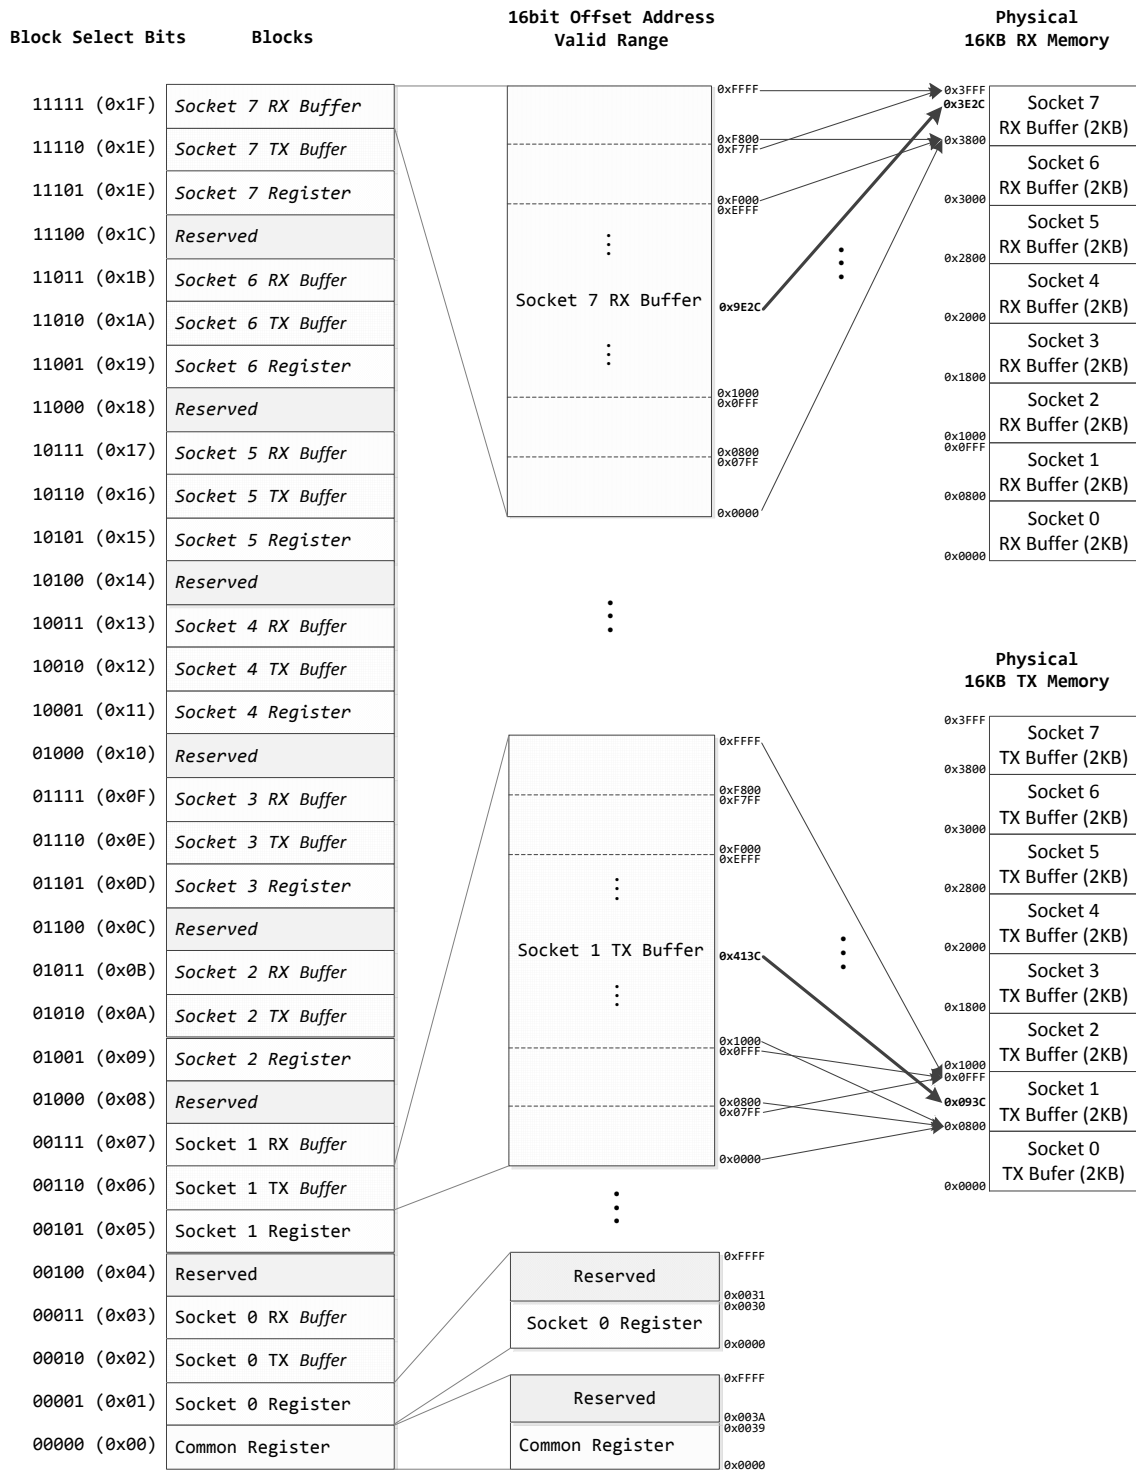 Block Select Bits
Blocks
16bit Offset Address
Valid Range
Physical
16KB RX Memory
11111 (0x1F) Socket 7 RX Buffer
11110 (0x1E) Socket 7 TX Buffer
11101 (0x1E) Socket 7 Register
11100 (0x1C) Reserved
11011 (0x1B) Socket 6 RX Buffer
11010 (0x1A) Socket 6 TX Buffer
11001 (0x19) Socket 6 Register
11000 (0x18) Reserved
10111 (0x17) Socket 5 RX Buffer
10110 (0x16) Socket 5 TX Buffer
10101 (0x15) Socket 5 Register
10100 (0x14) Reserved
10011 (0x13) Socket 4 RX Buffer
10010 (0x12) Socket 4 TX Buffer
10001 (0x11) Socket 4 Register
01000 (0x10) Reserved
01111 (0x0F) Socket 3 RX Buffer
01110 (0x0E) Socket 3 TX Buffer
01101 (0x0D) Socket 3 Register
01100 (0x0C) Reserved
01011 (0x0B) Socket 2 RX Buffer
01010 (0x0A) Socket 2 TX Buffer
01001 (0x09) Socket 2 Register
01000 (0x08) Reserved
00111 (0x07) Socket 1 RX Buffer
00110 (0x06) Socket 1 TX Buffer
00101 (0x05) Socket 1 Register
00100 (0x04) Reserved
00011 (0x03) Socket 0 RX Buffer
00010 (0x02) Socket 0 TX Buffer
00001 (0x01) Socket 0 Register
00000 (0x00) Common Register
0xFFFF
0xF800
0xF7FF
0xF000
0xEFFF
Socket 7 RX Buffer
0x9E2C
0x1000
0x0FFF
0x0800
0x07FF
0x0000
0x3FFF
0x3E2C
Socket 7
RX Buffer (2KB)
0x3800
Socket 6
RX Buffer (2KB)
0x3000
Socket 5
RX Buffer (2KB)
0x2800
Socket 4
RX Buffer (2KB)
0x2000
Socket 3
RX Buffer (2KB)
0x1800
Socket 2
RX Buffer (2KB)
0x1000
0x0FFF
Socket 1
RX Buffer (2KB)
0x0800
Socket 0
RX Buffer (2KB)
0x0000
0xFFFF
0xF800
0xF7FF
0xF000
0xEFFF
Socket 1 TX Buffer
0x413C
0x1000
0x0FFF
0x0800
0x07FF
0x0000
Physical
16KB TX Memory
0x3FFF
Socket 7
TX Buffer (2KB)
0x3800
Socket 6
TX Buffer (2KB)
0x3000
Socket 5
TX Buffer (2KB)
0x2800
Socket 4
TX Buffer (2KB)
0x2000
Socket 3
TX Buffer (2KB)
0x1800
Socket 2
TX Buffer (2KB)
0x1000
0x0FFF
Socket 1
TX Buffer (2KB)
0x093C
0x0800
Socket 0
TX Bufer (2KB)
0x0000
0xFFFF
Reserved
0x0031
0x0030
Socket 0 Register
0x0000
0xFFFF
Reserved
0x003A
0x0039
Common Register
0x0000